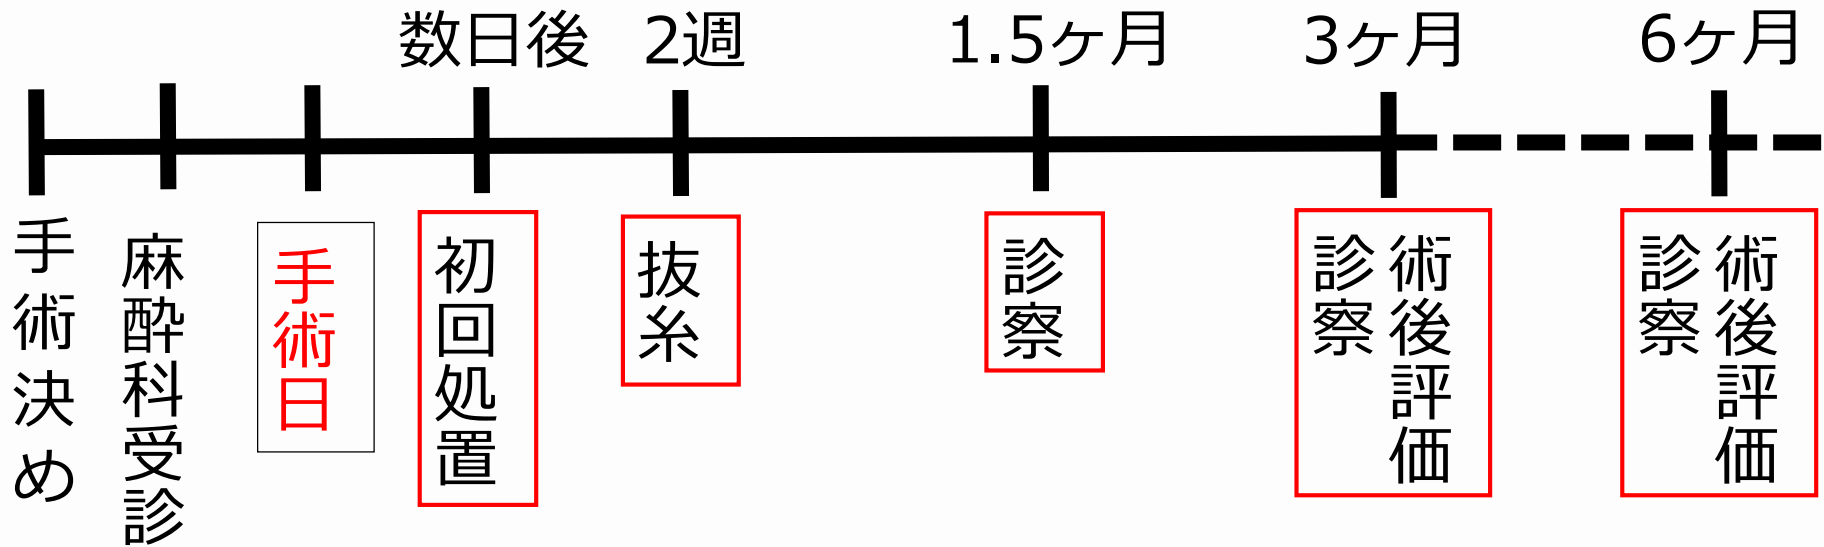 数日後
2週
1.5ヶ月
3ヶ月
6ヶ月
手術決め
麻酔科受診
手術日
初回処置
抜糸
診察
術後評価
診察
術後評価
診察